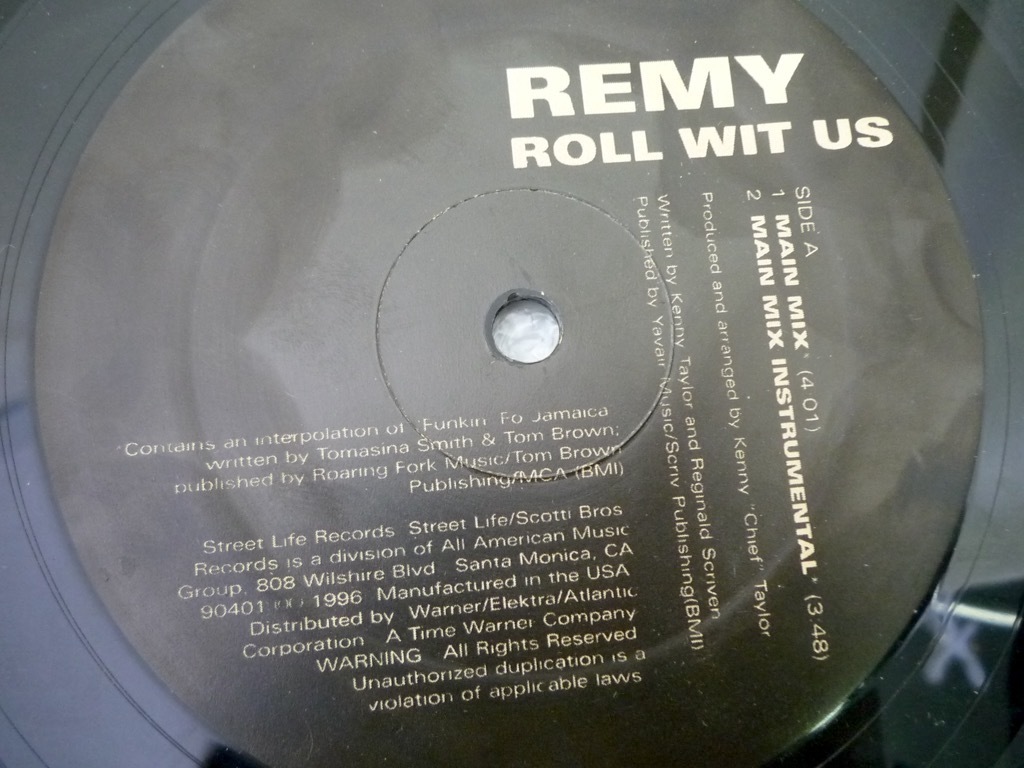 REMY
ROLL WIT US
SIDE A
1 MAIN MIX* (4.01)
2 MAIN MIX INSTRUMENTAL* (3.48)
Produced and arranged by Kenny "Chief" Taylor
Written by Kenny Taylor and Reginald Scriven
Published by Yavari Music/Scriv Publishing(BMI)
*Contains an interpolation of "Funkin Fo Jamaica
written by Tomasina Smith & Tom Brown;
published by Roaring Fork Music/Tom Brown
Publishing/MCA (BMI)
Street Life Records Street Life/Scotti Bros
Records is a division of All American Music
Group. 808 Wilshire Blvd Santa Monica, CA
90401 1996 Manufactured in the USA
Distributed by Warner/Elektra/Atlantic
Corporation A Time Warner Company
WARNING All Rights Reserved
Unauthorized duplication is a
violation of applicable laws